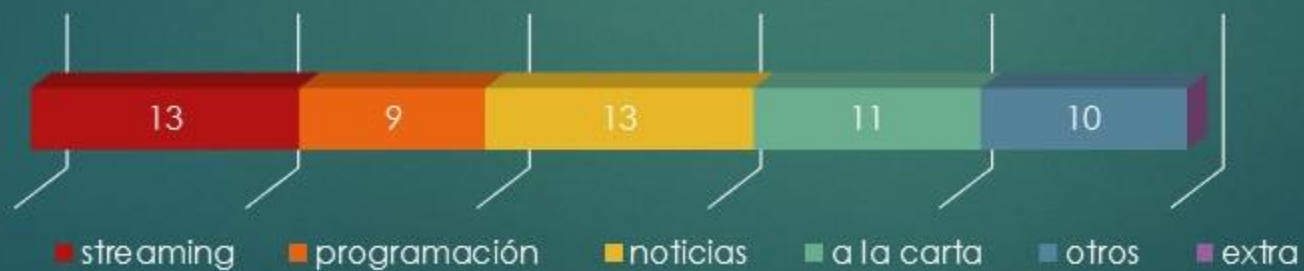 13 9 13 11 10
streaming programación noticias a la carta otros extra